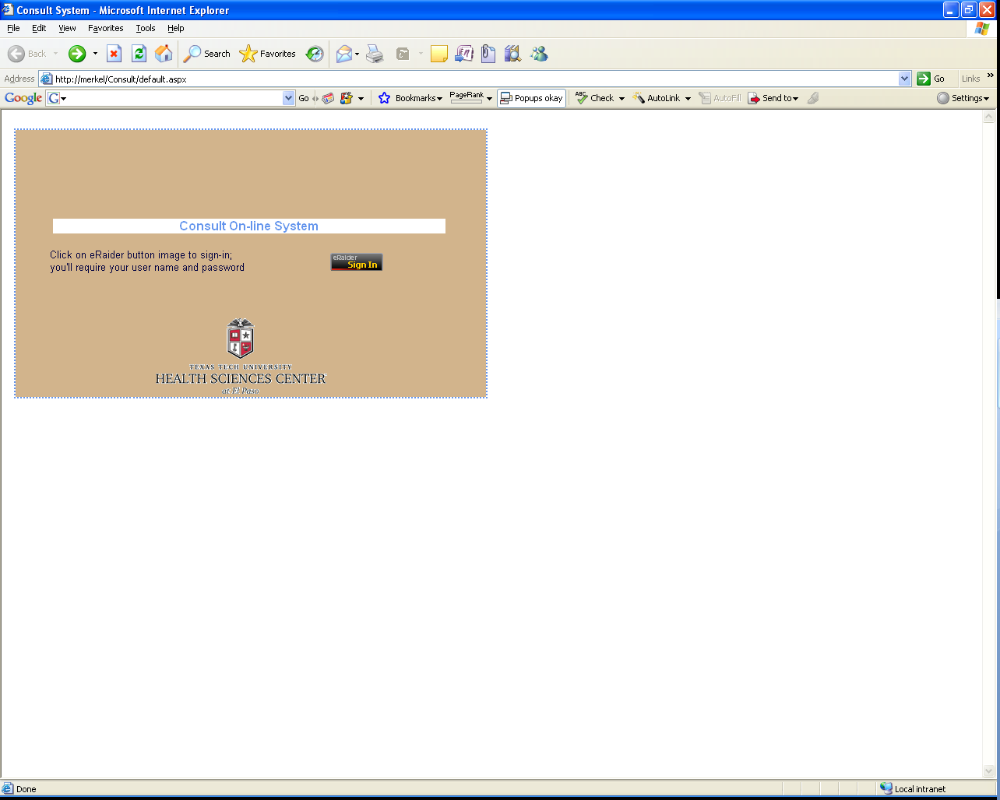 Consult System - Microsoft Internet Explorer
File Edit View Favorites Tools Help
Back Search Favorites
Address http://merkel/Consult/default.aspx Go Links »
Google G Go Bookmarks PageRank Popups okay ABC Check AutoLink AutoFill Send to Settings
Consult On-line System
Click on eRaider button image to sign-in;
you'll require your user name and password
eRaider
Sign In
TEXAS TECH UNIVERSITY
HEALTH SCIENCES CENTER
at El Paso
Done Local intranet